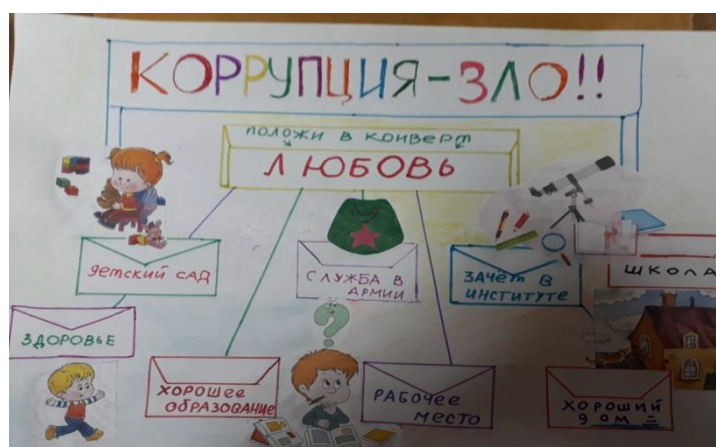 КОРРУПЦИЯ-ЗЛО!!
ПОЛОЖИ В КОНВЕРТ
ЛЮБОВЬ
ДЕТСКИЙ САД
СЛУЖБА В
АРМИИ
ЗАЧЁТ В
ИНСТИТУТЕ
ШКОЛА
ЗДОРОВЬЕ
ХОРОШЕЕ
ОБРАЗОВАНИЕ
РАБОЧЕЕ
МЕСТО
ХОРОШИЙ
ДОМ